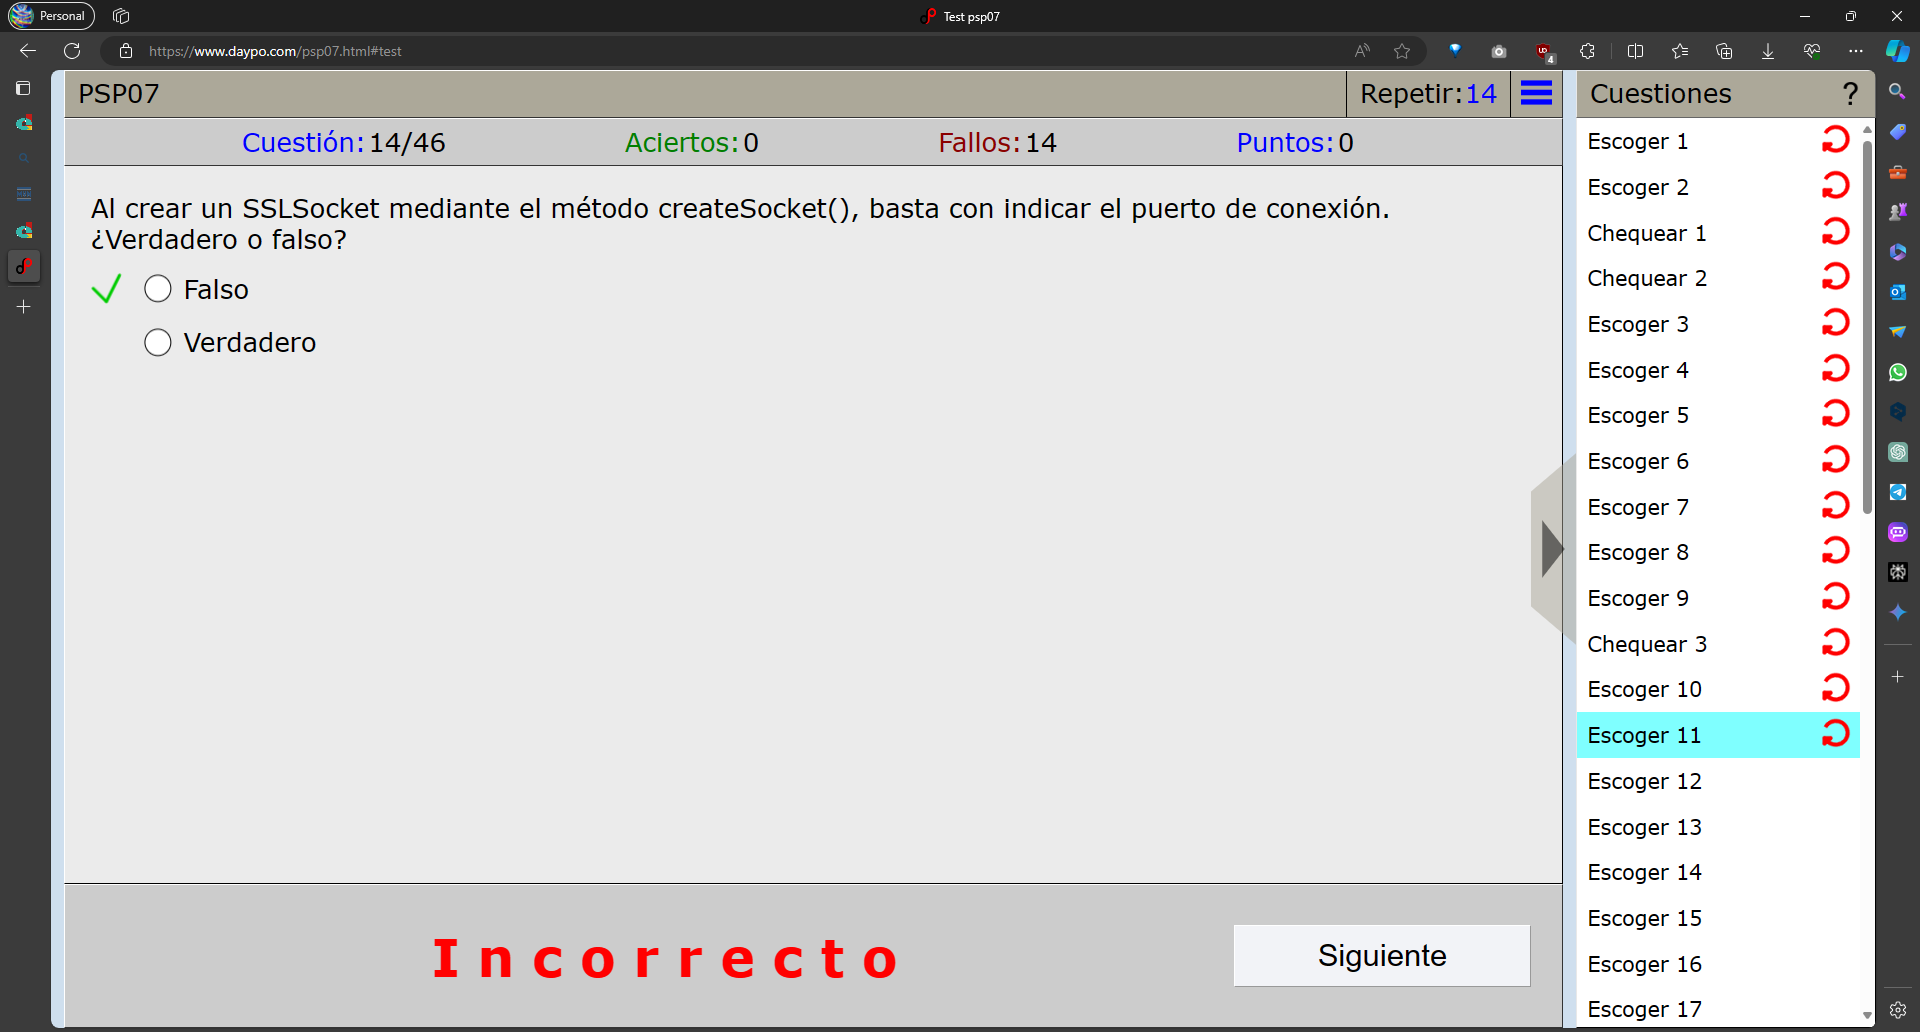 Personal
Test psp07
https://www.daypo.com/psp07.html#test
4
PSP07
Repetir:14
Cuestión:14/46
Aciertos:0
Fallos:14
Puntos:0
Al crear un SSLSocket mediante el método createSocket(), basta con indicar el puerto de conexión.
¿Verdadero o falso?
Falso
Verdadero
Incorrecto
Siguiente
Cuestiones
?
Escoger 1
Escoger 2
Chequear 1
Chequear 2
Escoger 3
Escoger 4
Escoger 5
Escoger 6
Escoger 7
Escoger 8
Escoger 9
Chequear 3
Escoger 10
Escoger 11
Escoger 12
Escoger 13
Escoger 14
Escoger 15
Escoger 16
Escoger 17